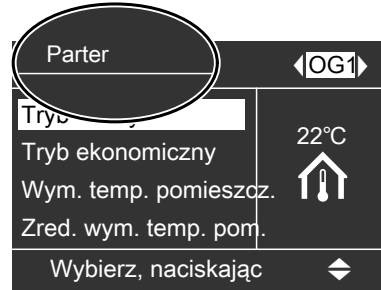 Parter
OG1
Tryb
Tryb ekonomiczny
22°C
Wym. temp. pomieszcz.
Zred. wym. temp. pom.
Wybierz, naciskając